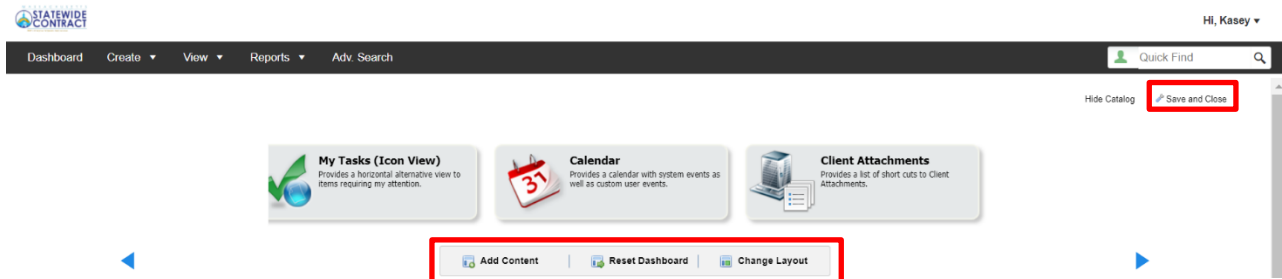 STATEWIDE
CONTRACT
Hi, Kasey
Dashboard Create View Reports Adv. Search Quick Find
Hide Catalog Save and Close
My Tasks (Icon View)
Provides a horizontal alternative view to
items requiring my attention.
Calendar
31
Provides a calendar with system events as
well as custom user events.
Client Attachments
Provides a list of short cuts to Client
Attachments.
Add Content | Reset Dashboard | Change Layout